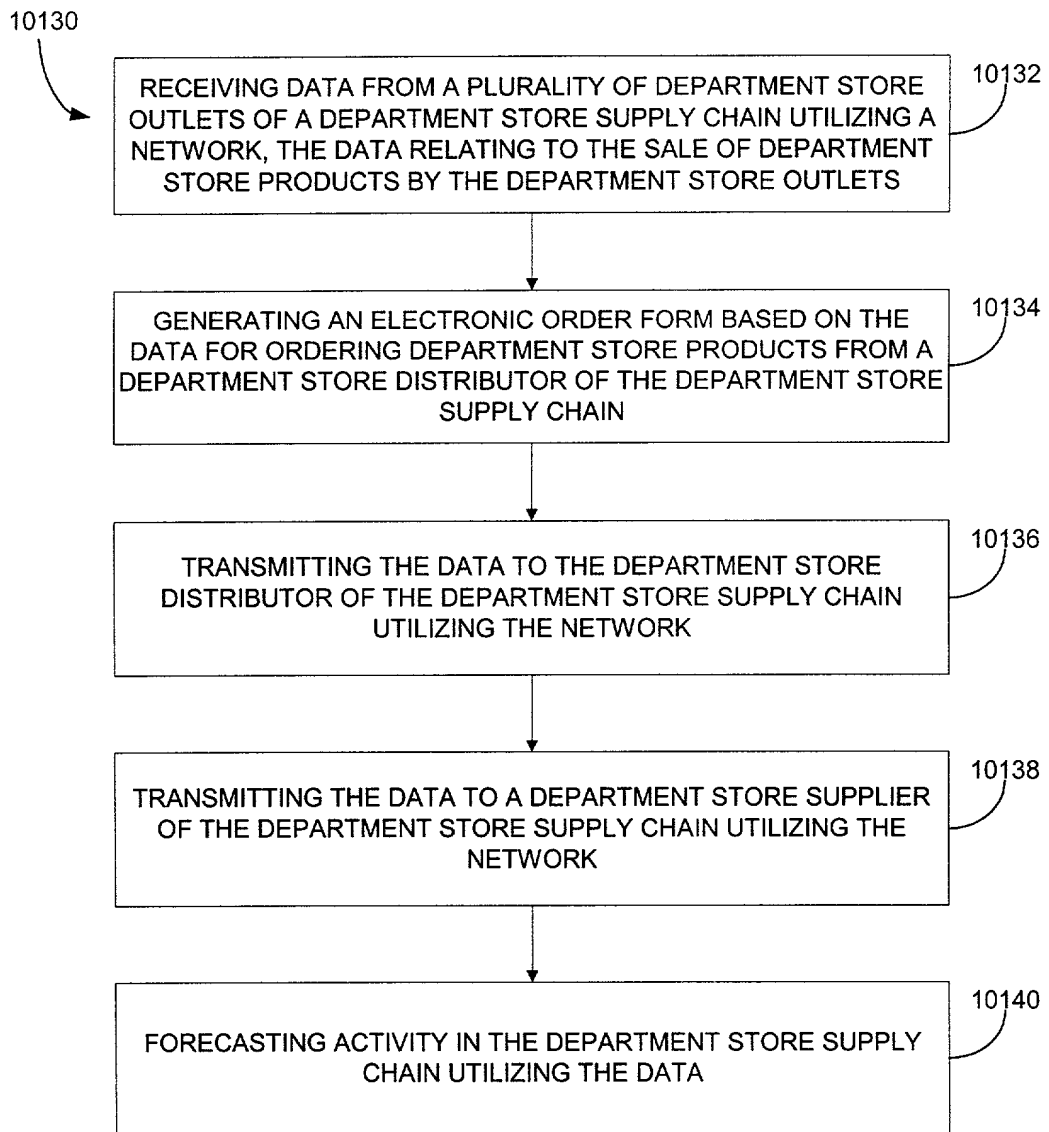 10130
10132
RECEIVING DATA FROM A PLURALITY OF DEPARTMENT STORE
OUTLETS OF A DEPARTMENT STORE SUPPLY CHAIN UTILIZING A
NETWORK, THE DATA RELATING TO THE SALE OF DEPARTMENT
STORE PRODUCTS BY THE DEPARTMENT STORE OUTLETS
10134
GENERATING AN ELECTRONIC ORDER FORM BASED ON THE
DATA FOR ORDERING DEPARTMENT STORE PRODUCTS FROM A
DEPARTMENT STORE DISTRIBUTOR OF THE DEPARTMENT STORE
SUPPLY CHAIN
10136
TRANSMITTING THE DATA TO THE DEPARTMENT STORE
DISTRIBUTOR OF THE DEPARTMENT STORE SUPPLY CHAIN
UTILIZING THE NETWORK
10138
TRANSMITTING THE DATA TO A DEPARTMENT STORE SUPPLIER
OF THE DEPARTMENT STORE SUPPLY CHAIN UTILIZING THE
NETWORK
10140
FORECASTING ACTIVITY IN THE DEPARTMENT STORE SUPPLY
CHAIN UTILIZING THE DATA